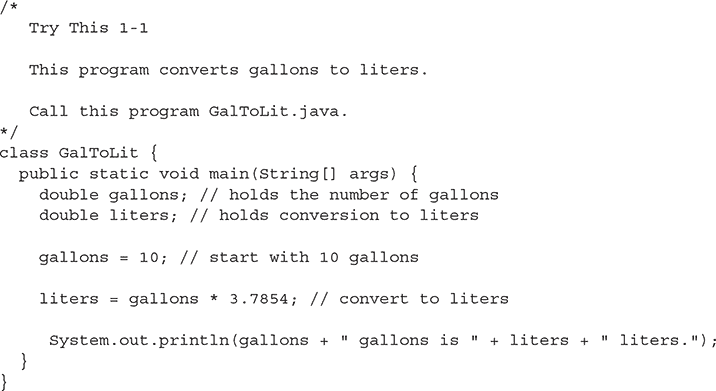 /*
   Try This 1-1

   This program converts gallons to liters.

   Call this program GalToLit.java.
*/
class GalToLit {
  public static void main(String[] args) {
    double gallons; // holds the number of gallons
    double liters; // holds conversion to liters

    gallons = 10; // start with 10 gallons

    liters = gallons * 3.7854; // convert to liters

     System.out.println(gallons + " gallons is " + liters + " liters.");
  }
}